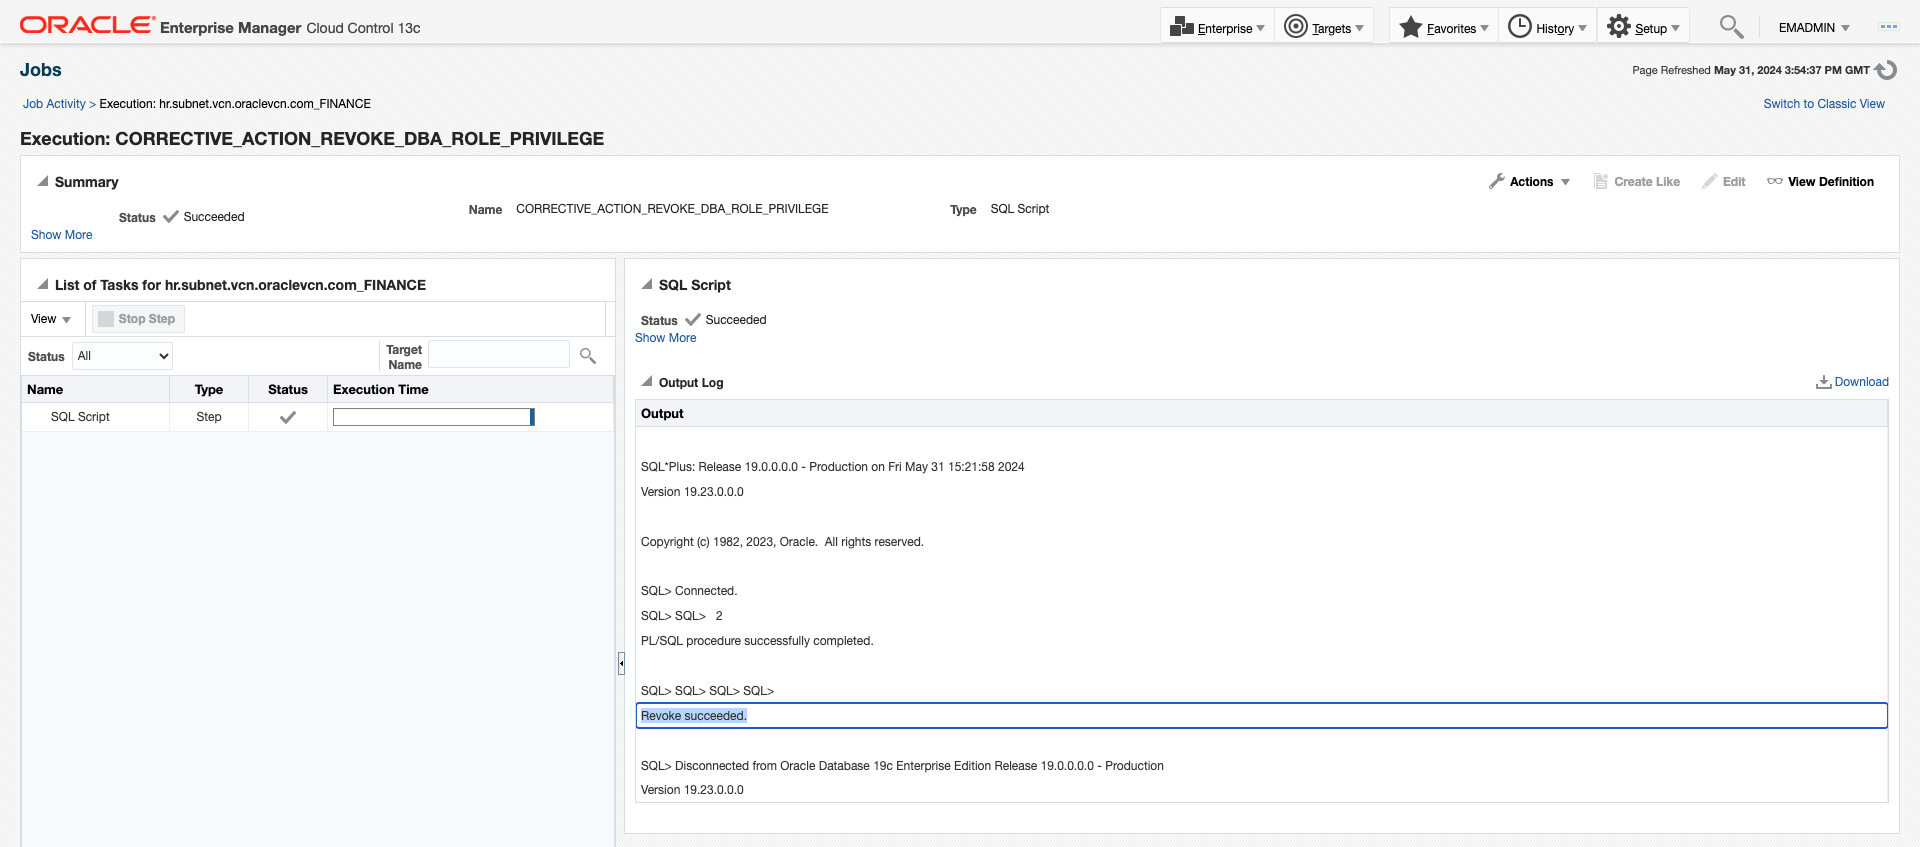 ORACLE Enterprise Manager Cloud Control 13c
Enterprise Targets Favorites History Setup EMADMIN
Jobs
Page Refreshed May 31, 2024 3:54:37 PM GMT
Job Activity > Execution: hr.subnet.vcn.oraclevcn.com_FINANCE
Switch to Classic View
Execution: CORRECTIVE_ACTION_REVOKE_DBA_ROLE_PRIVILEGE
Summary
Actions Create Like Edit View Definition
Status Succeeded
Name CORRECTIVE_ACTION_REVOKE_DBA_ROLE_PRIVILEGE
Type SQL Script
Show More
List of Tasks for hr.subnet.vcn.oraclevcn.com_FINANCE
View Stop Step
Status All
Target
Name
Name Type Status Execution Time
SQL Script Step
SQL Script
Status Succeeded
Show More
Output Log
Download
Output
SQL*Plus: Release 19.0.0.0.0 - Production on Fri May 31 15:21:58 2024
Version 19.23.0.0.0
Copyright (c) 1982, 2023, Oracle.  All rights reserved.
SQL> Connected.
SQL> SQL>   2
PL/SQL procedure successfully completed.
SQL> SQL> SQL> SQL>
Revoke succeeded.
SQL> Disconnected from Oracle Database 19c Enterprise Edition Release 19.0.0.0.0 - Production
Version 19.23.0.0.0